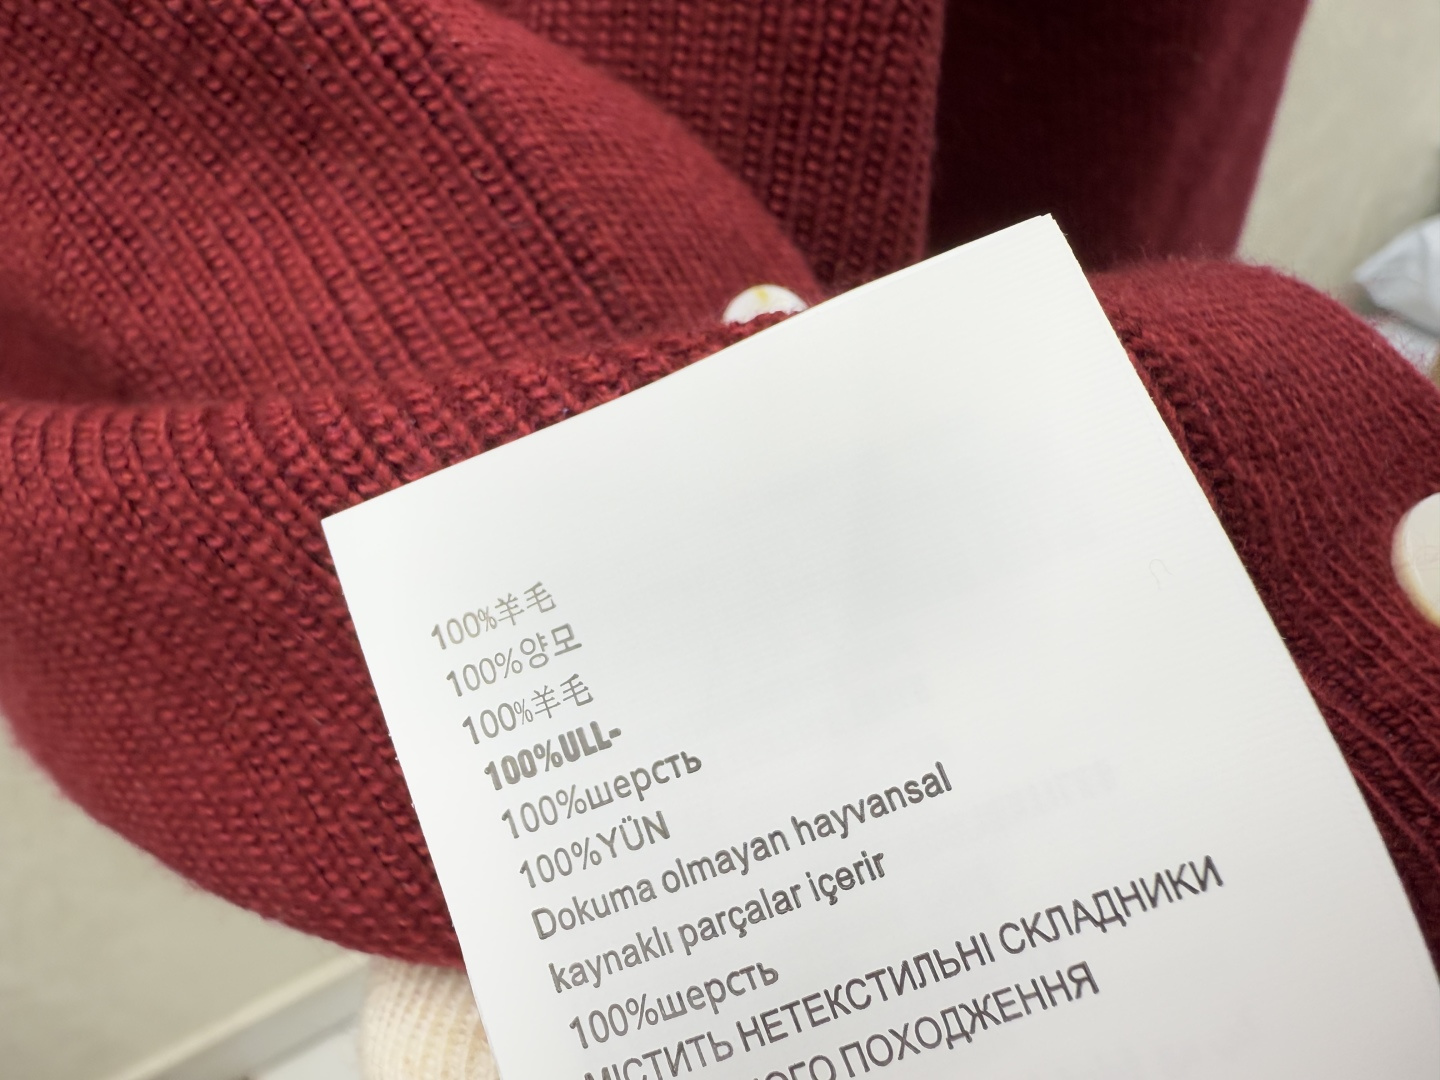 100%羊毛
100%양모
100%羊毛
100%ULL-
100%шерсть
100%YÜN
Dokuma olmayan hayvansal
kaynaklı parçalar içerir
100%шерсть
МІСТИТЬ НЕТЕКСТИЛЬНІ СКЛАДНИКИ
ПОХОДЖЕННЯ